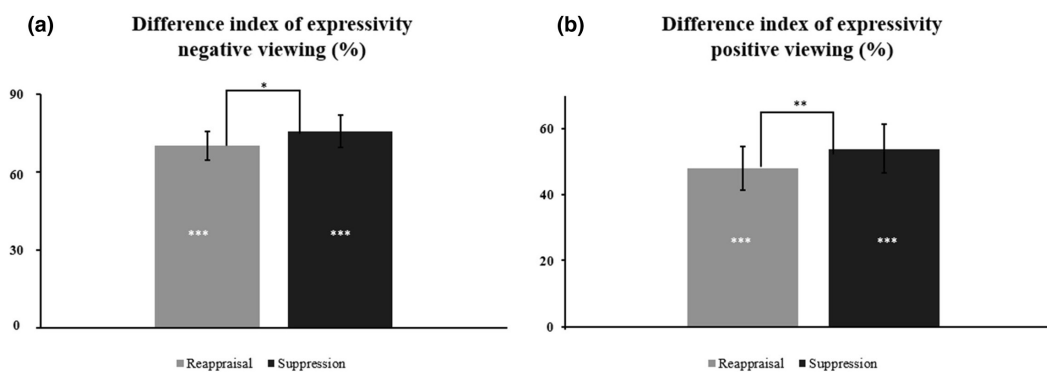 (a)
Difference index of expressivity
negative viewing (%)
90
60
30
0
*
***
***
Reappraisal Suppression
(b)
Difference index of expressivity
positive viewing (%)
60
40
20
0
**
***
***
Reappraisal Suppression